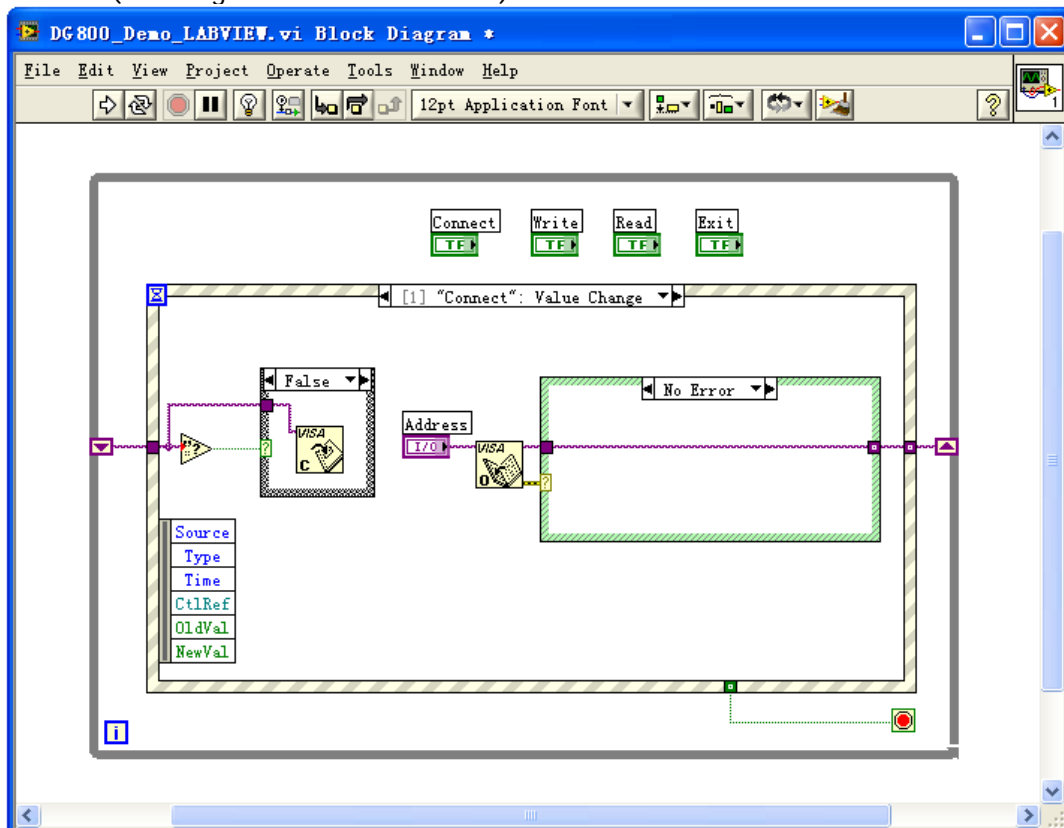 DG800_Demo_LABVIEW.vi Block Diagram *
File Edit View Project Operate Tools Window Help
12pt Application Font
1
Connect Write Read Exit
TF TF TF TF
[1] "Connect": Value Change
False
No Error
Address
I/O
?
VISA
C
VISA
O
?
?
Source
Type
Time
CtlRef
OldVal
NewVal
i